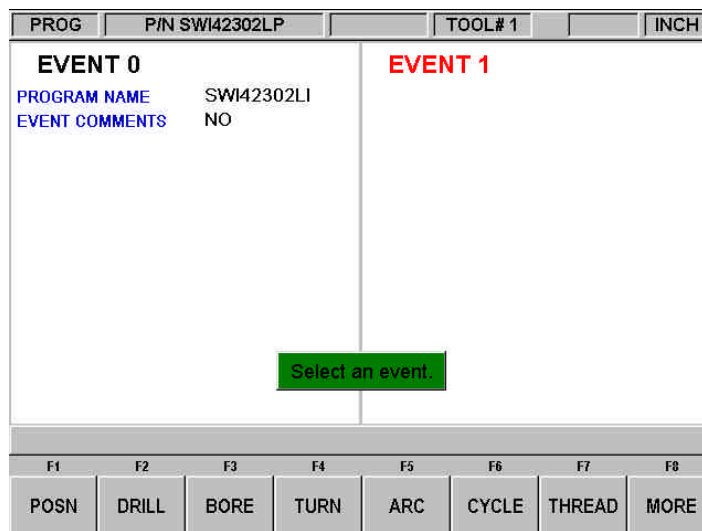 PROG P/N SWI42302LP TOOL# 1 INCH
EVENT 0
PROGRAM NAME SWI42302LI
EVENT COMMENTS NO
EVENT 1
Select an event.
F1 F2 F3 F4 F5 F6 F7 F8
POSN DRILL BORE TURN ARC CYCLE THREAD MORE